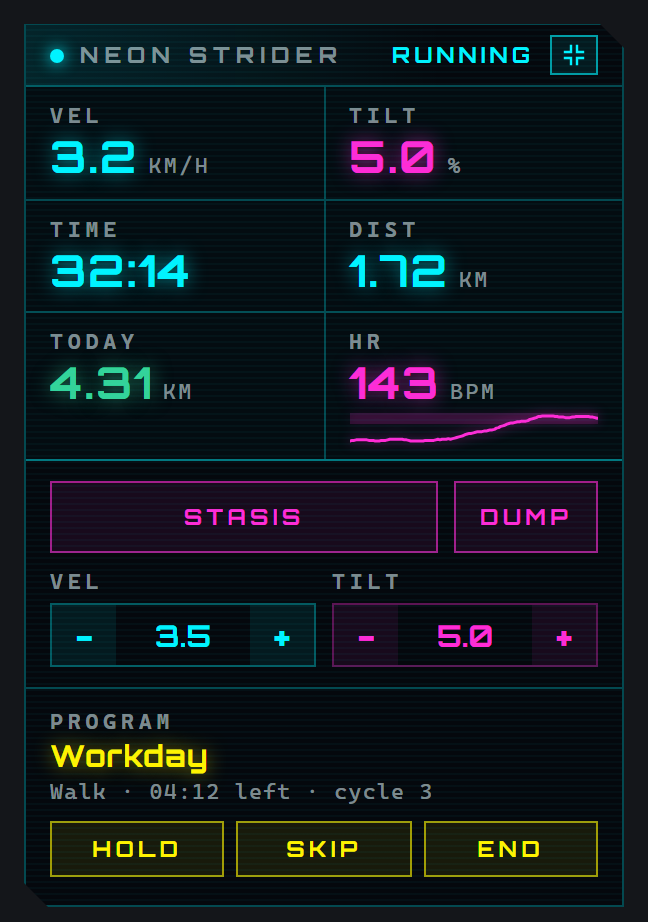 NEON STRIDER RUNNING
VEL TILT
3.2 KM/H 5.0 %
TIME DIST
32:14 1.72 KM
TODAY HR
4.31 KM 143 BPM
STASIS DUMP
VEL TILT
- 3.5 + - 5.0 +
PROGRAM
Workday
Walk · 04:12 left · cycle 3
HOLD SKIP END